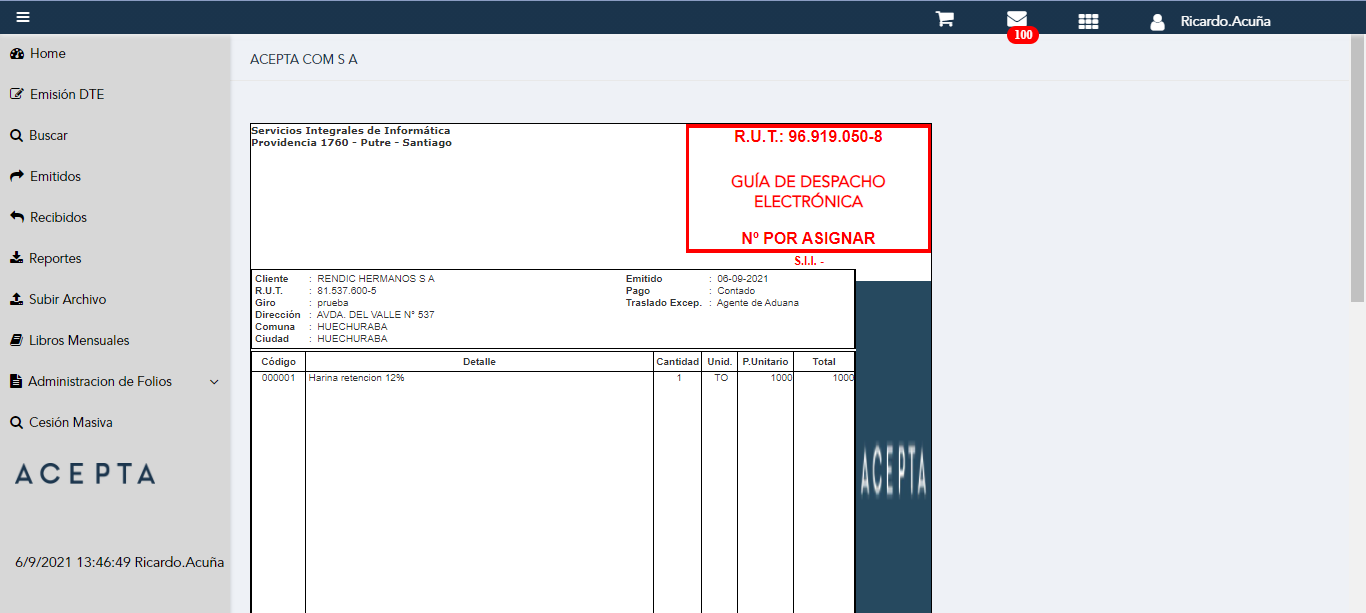 Ricardo.Acuña
100
Home
Emisión DTE
Buscar
Emitidos
Recibidos
Reportes
Subir Archivo
Libros Mensuales
Administracion de Folios
Cesión Masiva
ACEPTA
6/9/2021 13:46:49 Ricardo.Acuña
ACEPTA COM S A
Servicios Integrales de Informática
Providencia 1760 - Putre - Santiago
R.U.T.: 96.919.050-8
GUÍA DE DESPACHO
ELECTRÓNICA
Nº POR ASIGNAR
S.I.I. -
Cliente : RENDIC HERMANOS S A
R.U.T. : 81.537.600-5
Giro : prueba
Dirección : AVDA. DEL VALLE N° 537
Comuna : HUECHURABA
Ciudad : HUECHURABA
Emitido : 06-09-2021
Pago : Contado
Traslado Excep. : Agente de Aduana
Código Detalle Cantidad Unid. P.Unitario Total
000001 Harina retencion 12% 1 TO 1000 1000
ACEPTA